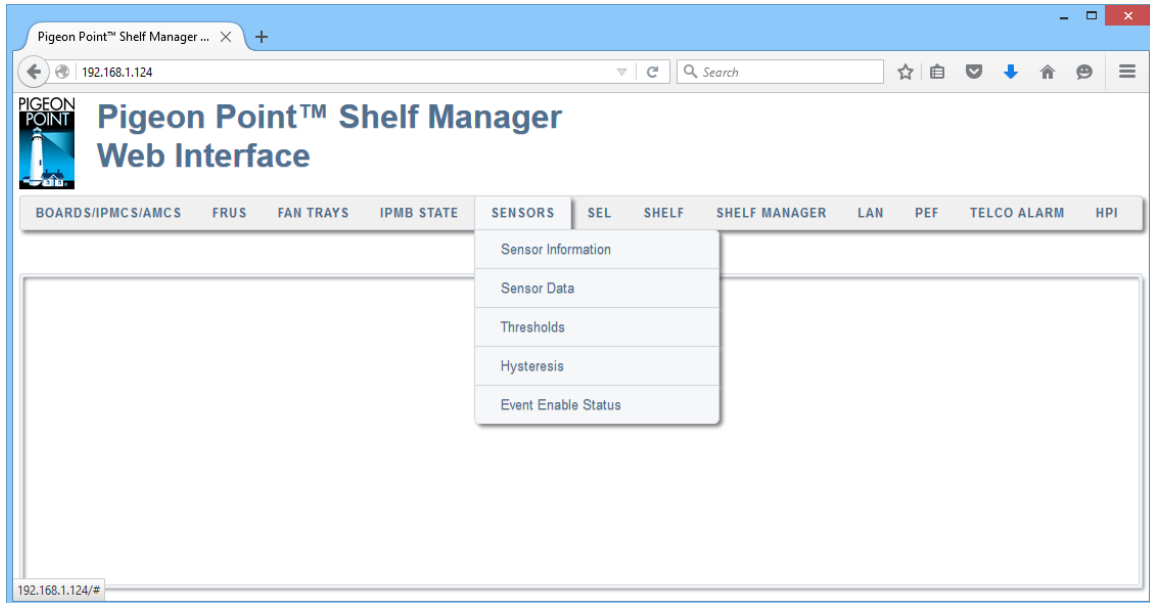 Pigeon Point™ Shelf Manager ...
192.168.1.124
Search
PIGEON
POINT
Pigeon Point™ Shelf Manager
Web Interface
BOARDS/IPMCS/AMCS FRUS FAN TRAYS IPMB STATE SENSORS SEL SHELF SHELF MANAGER LAN PEF TELCO ALARM HPI
Sensor Information
Sensor Data
Thresholds
Hysteresis
Event Enable Status
192.168.1.124/#